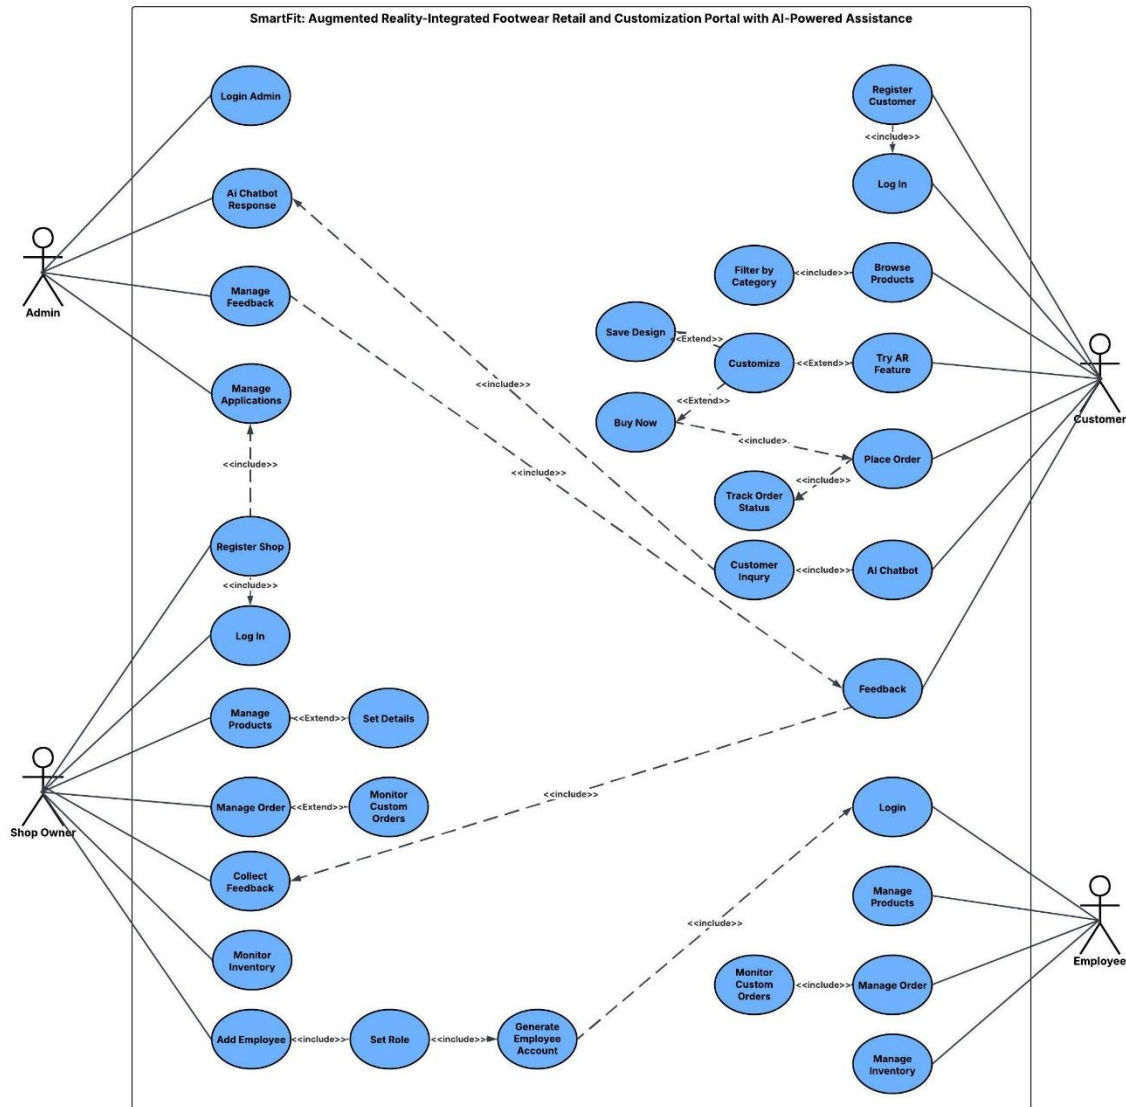 SmartFit: Augmented Reality-Integrated Footwear Retail and Customization Portal with AI-Powered Assistance
Login Admin
Ai Chatbot
Response
Manage
Feedback
Manage
Applications
Admin
<<include>>
Register Shop
<<include>>
Log In
Manage
Products
<<Extend>>
Set Details
Manage Order
<<Extend>>
Monitor
Custom
Orders
Collect
Feedback
Monitor
Inventory
Add Employee
<<include>>
Set Role
<<include>>
Generate
Employee
Account
Shop Owner
<<include>>
<<include>>
<<include>>
<<include>>
Register
Customer
<<include>>
Log In
Filter by
Category
<<include>>
Browse
Products
Save Design
<Extend>>
Customize
<<Extend>>
Try AR
Feature
<<Extend>>
Buy Now
<<include>
Place Order
<<include>>
Track Order
Status
Customer
Inqury
<<include>>
AI Chatbot
Feedback
Customer
Login
Manage
Products
Monitor
Custom
Orders
<<include>>
Manage Order
Manage
Inventory
Employee